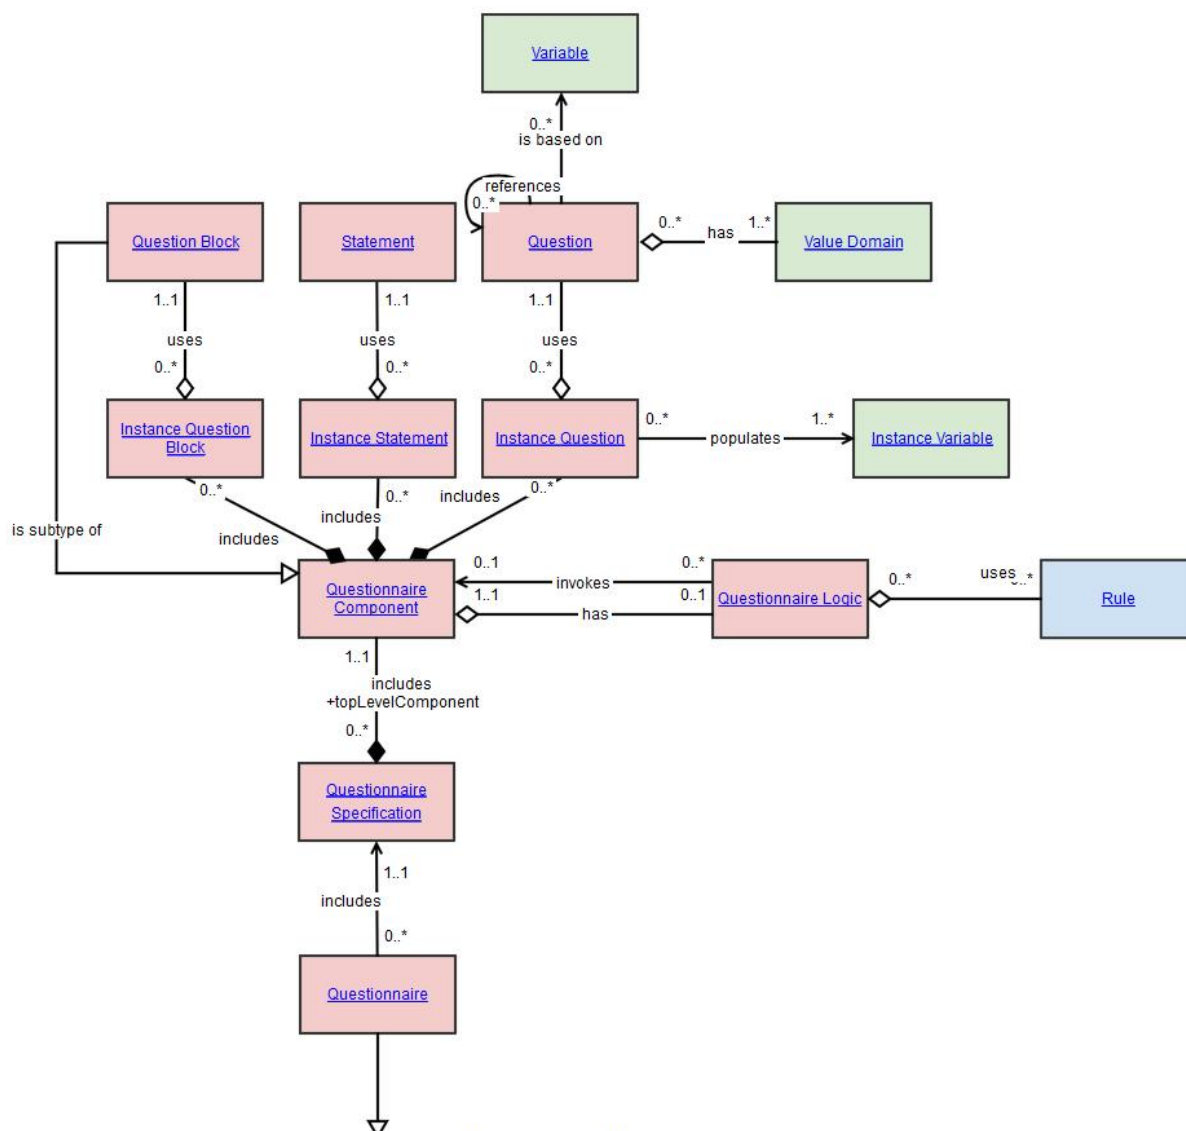 Variable
0..*
is based on
references
0..*
Question Block
Statement
Question
0..*
has
1..*
Value Domain
1..1
1..1
1..1
uses
uses
uses
0..*
0..*
0..*
Instance Question
Block
Instance Statement
Instance Question
0..*
populates
1..*
Instance Variable
0..*
0..*
0..*
includes
includes
includes
is subtype of
Questionnaire
Component
0..1
invokes
0..*
1..1
has
0..1
Questionnaire Logic
0..*
uses
..*
Rule
1..1
includes
+topLevelComponent
0..*
Questionnaire
Specification
1..1
includes
0..*
Questionnaire